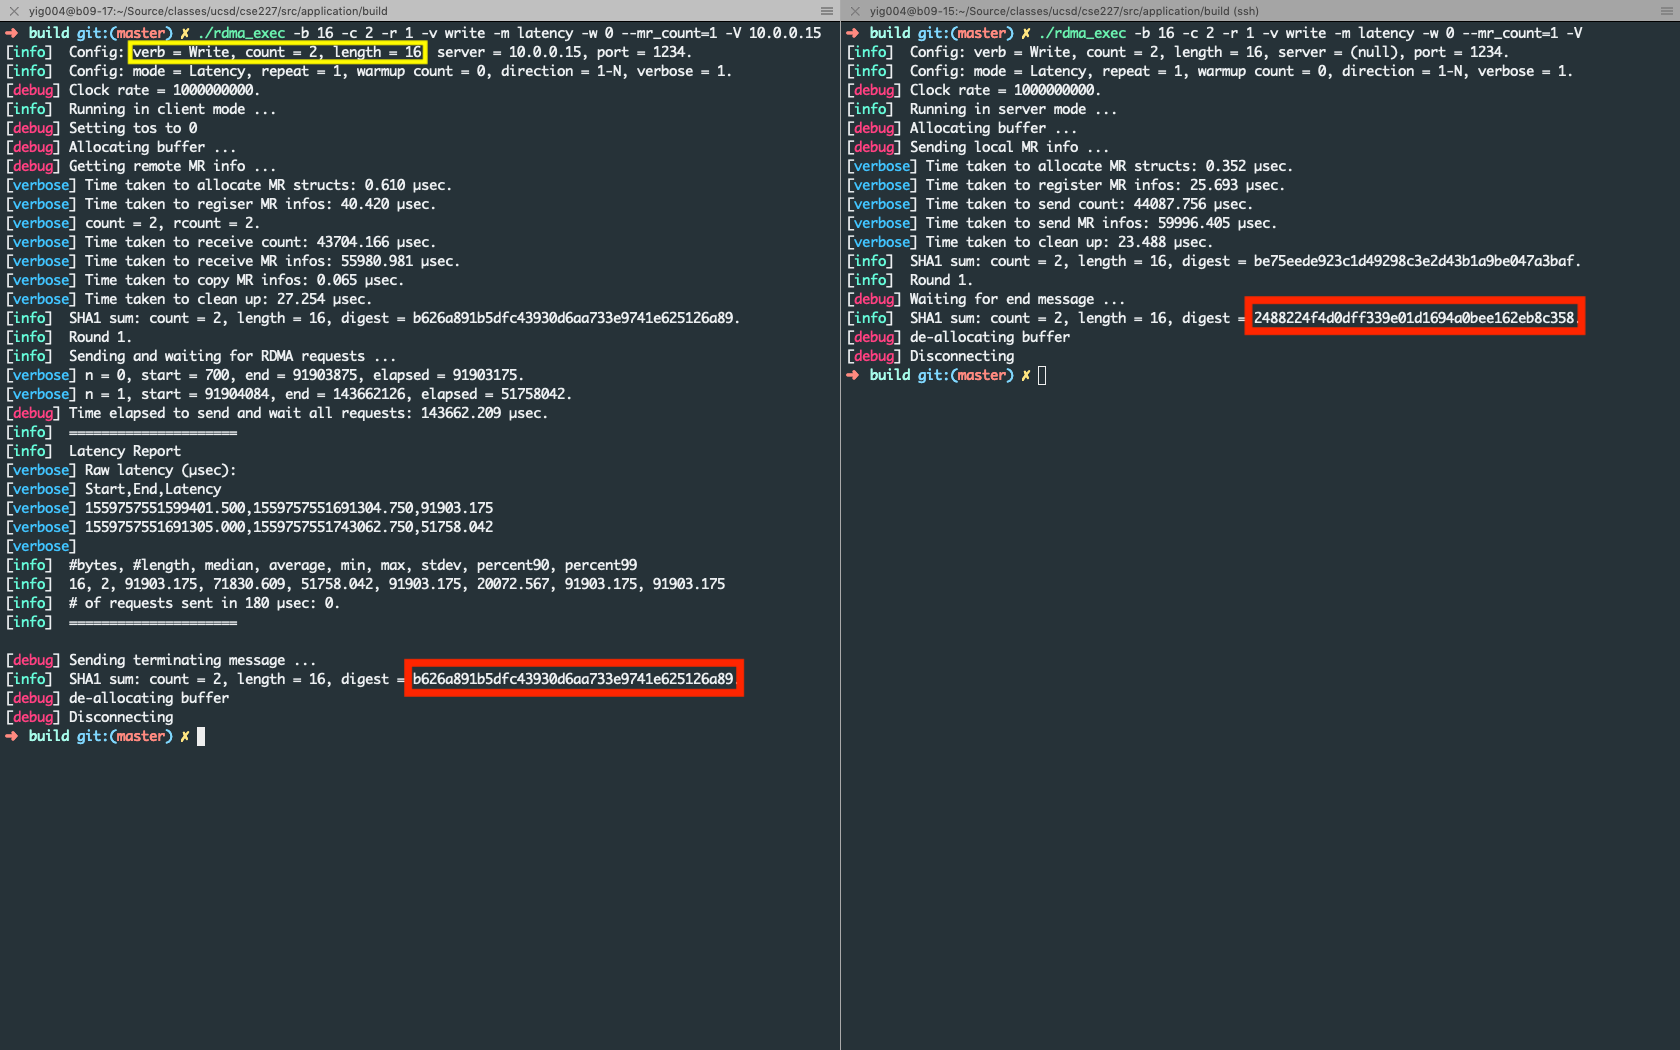 yig004@b09-17:~/Source/classes/ucsd/cse227/src/application/build
➜ build git:(master) ✗ ./rdma_exec -b 16 -c 2 -r 1 -v write -m latency -w 0 --mr_count=1 -V 10.0.0.15
[info] Config: verb = Write, count = 2, length = 16, server = 10.0.0.15, port = 1234.
[info] Config: mode = Latency, repeat = 1, warmup count = 0, direction = 1-N, verbose = 1.
[debug] Clock rate = 1000000000.
[info] Running in client mode ...
[debug] Setting tos to 0
[debug] Allocating buffer ...
[debug] Getting remote MR info ...
[verbose] Time taken to allocate MR structs: 0.610 µsec.
[verbose] Time taken to regiser MR infos: 40.420 µsec.
[verbose] count = 2, rcount = 2.
[verbose] Time taken to receive count: 43704.166 µsec.
[verbose] Time taken to receive MR infos: 55980.981 µsec.
[verbose] Time taken to copy MR infos: 0.065 µsec.
[verbose] Time taken to clean up: 27.254 µsec.
[info] SHA1 sum: count = 2, length = 16, digest = b626a891b5dfc43930d6aa733e9741e625126a89.
[info] Round 1.
[info] Sending and waiting for RDMA requests ...
[verbose] n = 0, start = 700, end = 91903875, elapsed = 91903175.
[verbose] n = 1, start = 91904084, end = 143662126, elapsed = 51758042.
[debug] Time elapsed to send and wait all requests: 143662.209 µsec.
[info] =====================
[info] Latency Report
[verbose] Raw latency (µsec):
[verbose] Start,End,Latency
[verbose] 1559757551599401.500,1559757551691304.750,91903.175
[verbose] 1559757551691305.000,1559757551743062.750,51758.042
[verbose]
[info] #bytes, #length, median, average, min, max, stdev, percent90, percent99
[info] 16, 2, 91903.175, 71830.609, 51758.042, 91903.175, 20072.567, 91903.175, 91903.175
[info] # of requests sent in 180 µsec: 0.
[info] =====================
[debug] Sending terminating message ...
[info] SHA1 sum: count = 2, length = 16, digest = b626a891b5dfc43930d6aa733e9741e625126a89.
[debug] de-allocating buffer
[debug] Disconnecting
➜ build git:(master) ✗
yig004@b09-15:~/Source/classes/ucsd/cse227/src/application/build (ssh)
➜ build git:(master) ✗ ./rdma_exec -b 16 -c 2 -r 1 -v write -m latency -w 0 --mr_count=1 -V
[info] Config: verb = Write, count = 2, length = 16, server = (null), port = 1234.
[info] Config: mode = Latency, repeat = 1, warmup count = 0, direction = 1-N, verbose = 1.
[debug] Clock rate = 1000000000.
[info] Running in server mode ...
[debug] Allocating buffer ...
[debug] Sending local MR info ...
[verbose] Time taken to allocate MR structs: 0.352 µsec.
[verbose] Time taken to register MR infos: 25.693 µsec.
[verbose] Time taken to send count: 44087.756 µsec.
[verbose] Time taken to send MR infos: 59996.405 µsec.
[verbose] Time taken to clean up: 23.488 µsec.
[info] SHA1 sum: count = 2, length = 16, digest = be75eede923c1d49298c3e2d43b1a9be047a3baf.
[info] Round 1.
[debug] Waiting for end message ...
[info] SHA1 sum: count = 2, length = 16, digest = 2488224f4d0dff339e01d1694a0bee162eb8c358.
[debug] de-allocating buffer
[debug] Disconnecting
➜ build git:(master) ✗